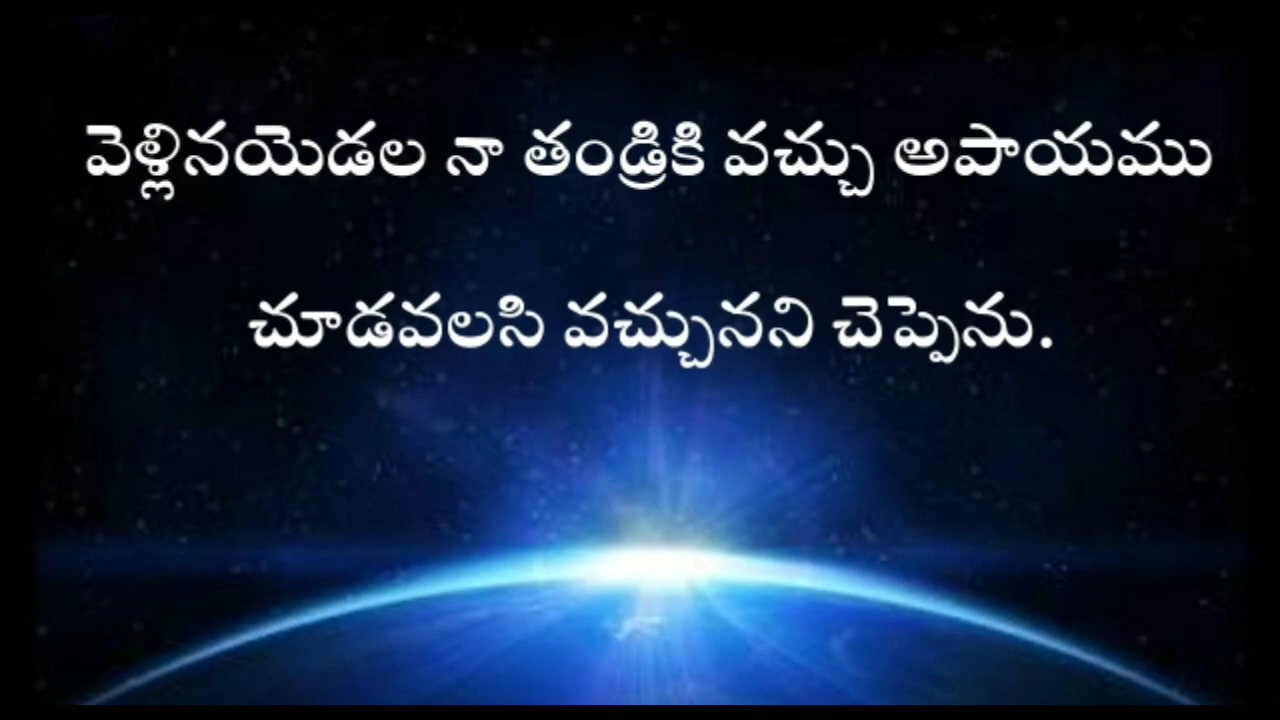 వెళ్లినయెడల నా తండ్రికి వచ్చు అపాయము
చూడవలసి వచ్చునని చెప్పెను.